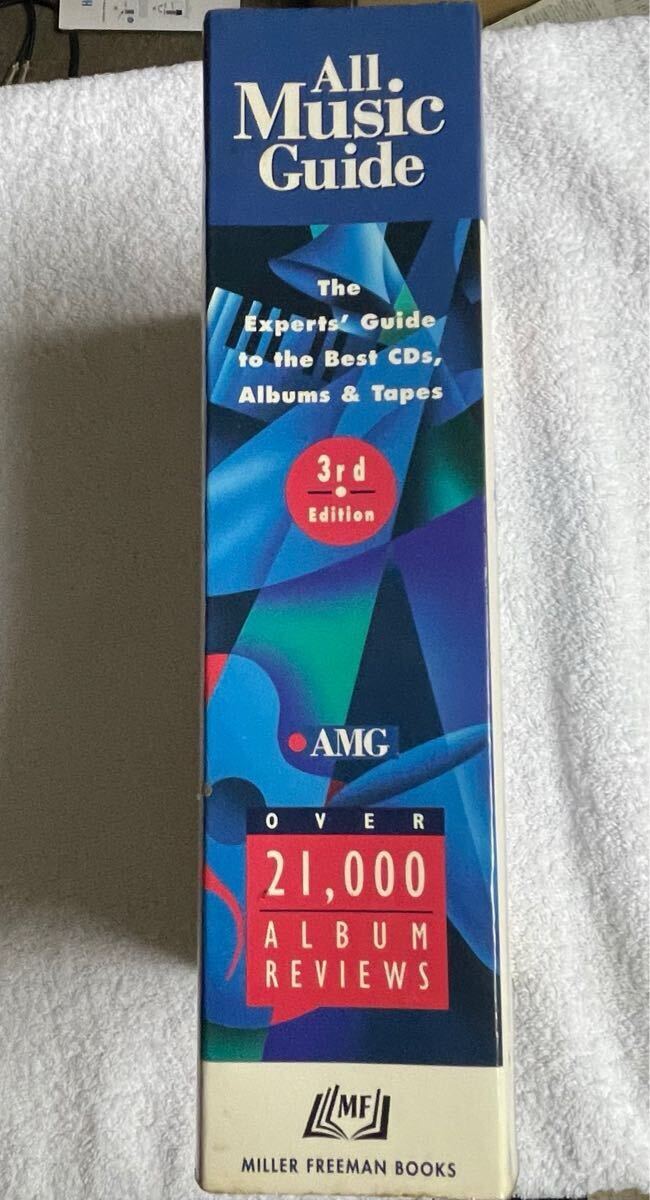 All
Music
Guide
The
Experts' Guide
to the Best CDs,
Albums & Tapes
3rd
Edition
AMG
OVER
21,000
ALBUM
REVIEWS
MF
MILLER FREEMAN BOOKS